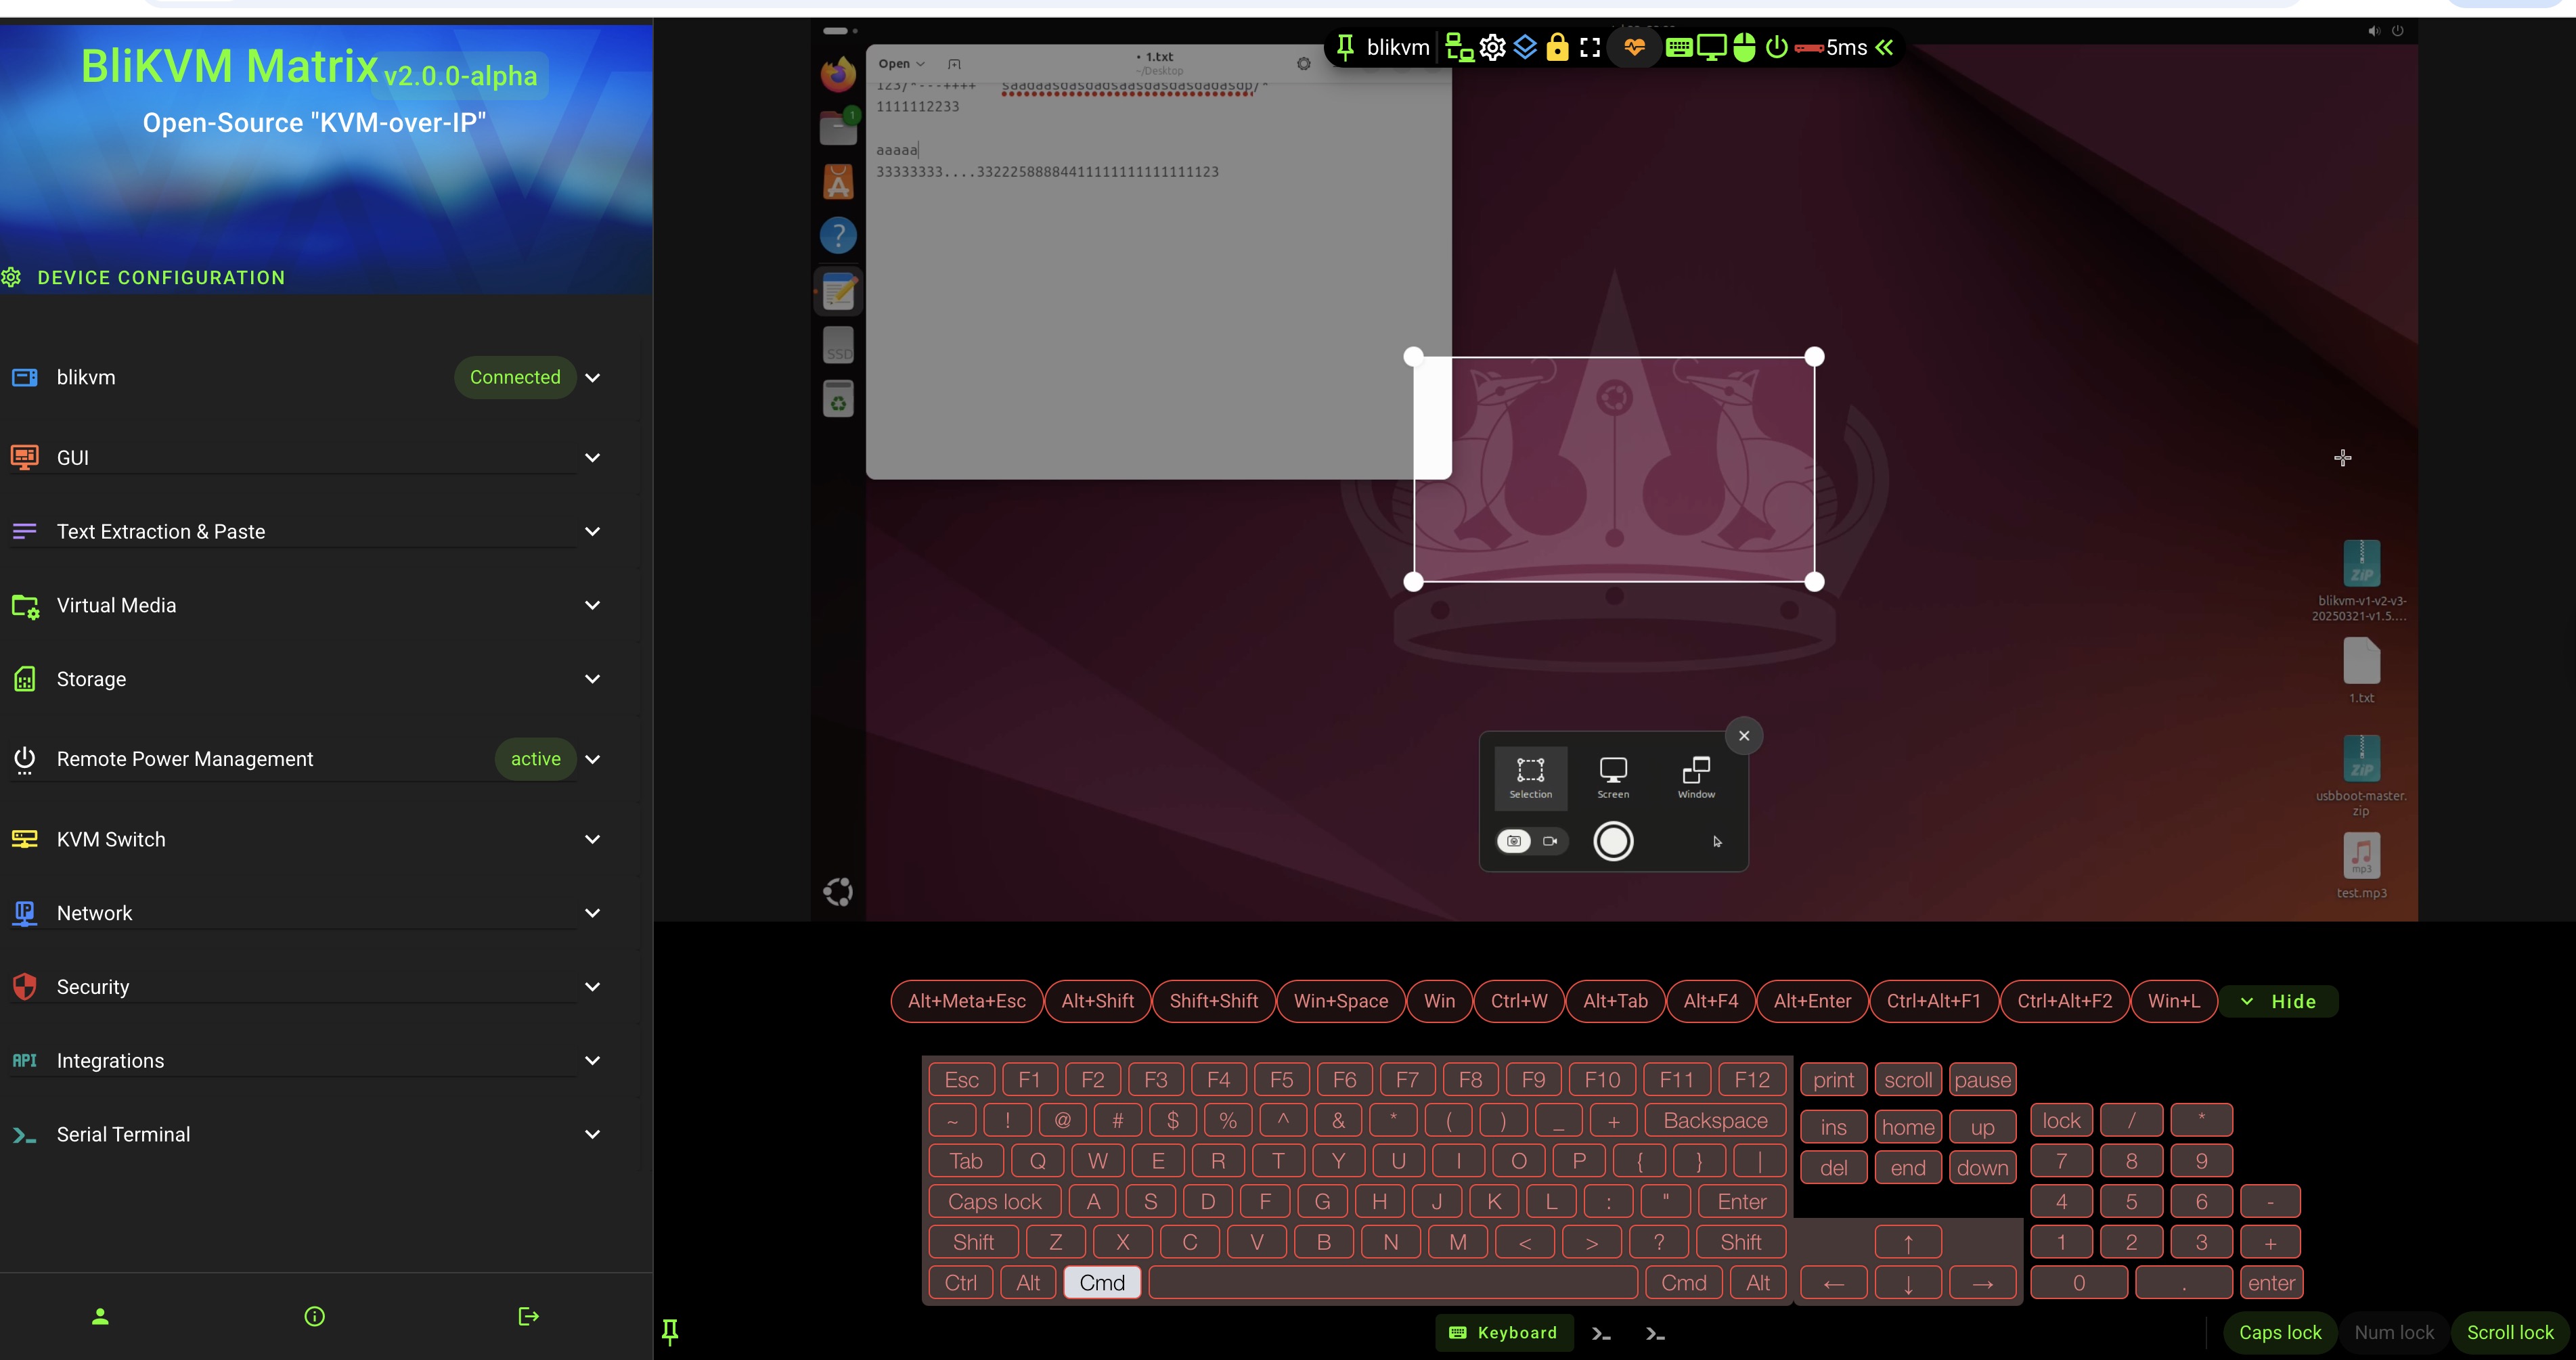 BliKVM Matrix v2.0.0-alpha
Open-Source "KVM-over-IP"
DEVICE CONFIGURATION
blikvm Connected
GUI
Text Extraction & Paste
Virtual Media
Storage
Remote Power Management active
KVM Switch
Network
Security
API Integrations
Serial Terminal
blikvm 5ms
Open 1.txt
~/Desktop
1111112233
aaaaa
SSD
1
Selection Screen Window
ZIP
blikvm-v1-v2-v3-
20250321-v1.5....
1.txt
ZIP
usbboot-master.
zip
mp3
test.mp3
Alt+Meta+Esc Alt+Shift Shift+Shift Win+Space Win Ctrl+W Alt+Tab Alt+F4 Alt+Enter Ctrl+Alt+F1 Ctrl+Alt+F2 Win+L Hide
Esc F1 F2 F3 F4 F5 F6 F7 F8 F9 F10 F11 F12 print scroll pause
~ ! @ # $ % ^ & * ( ) _ + Backspace ins home up lock / *
Tab Q W E R T Y U I O P { } | del end down 7 8 9
Caps lock A S D F G H J K L : " Enter 4 5 6 -
Shift Z X C V B N M < > ? Shift ↑ 1 2 3 +
Ctrl Alt Cmd Cmd Alt ← ↓ → 0 . enter
Keyboard
Caps lock Num lock Scroll lock